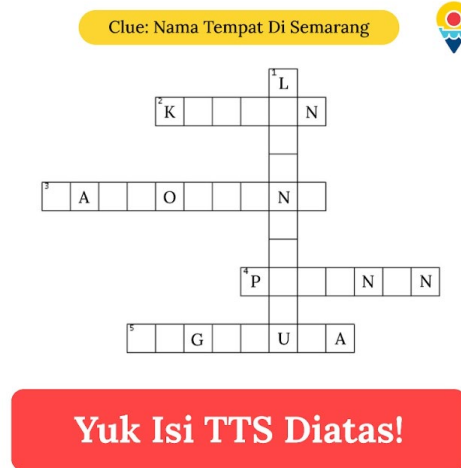 Clue: Nama Tempat Di Semarang
1 L
2 K N
3 A O N
4 P N N
5 G U A
Yuk Isi TTS Diatas!